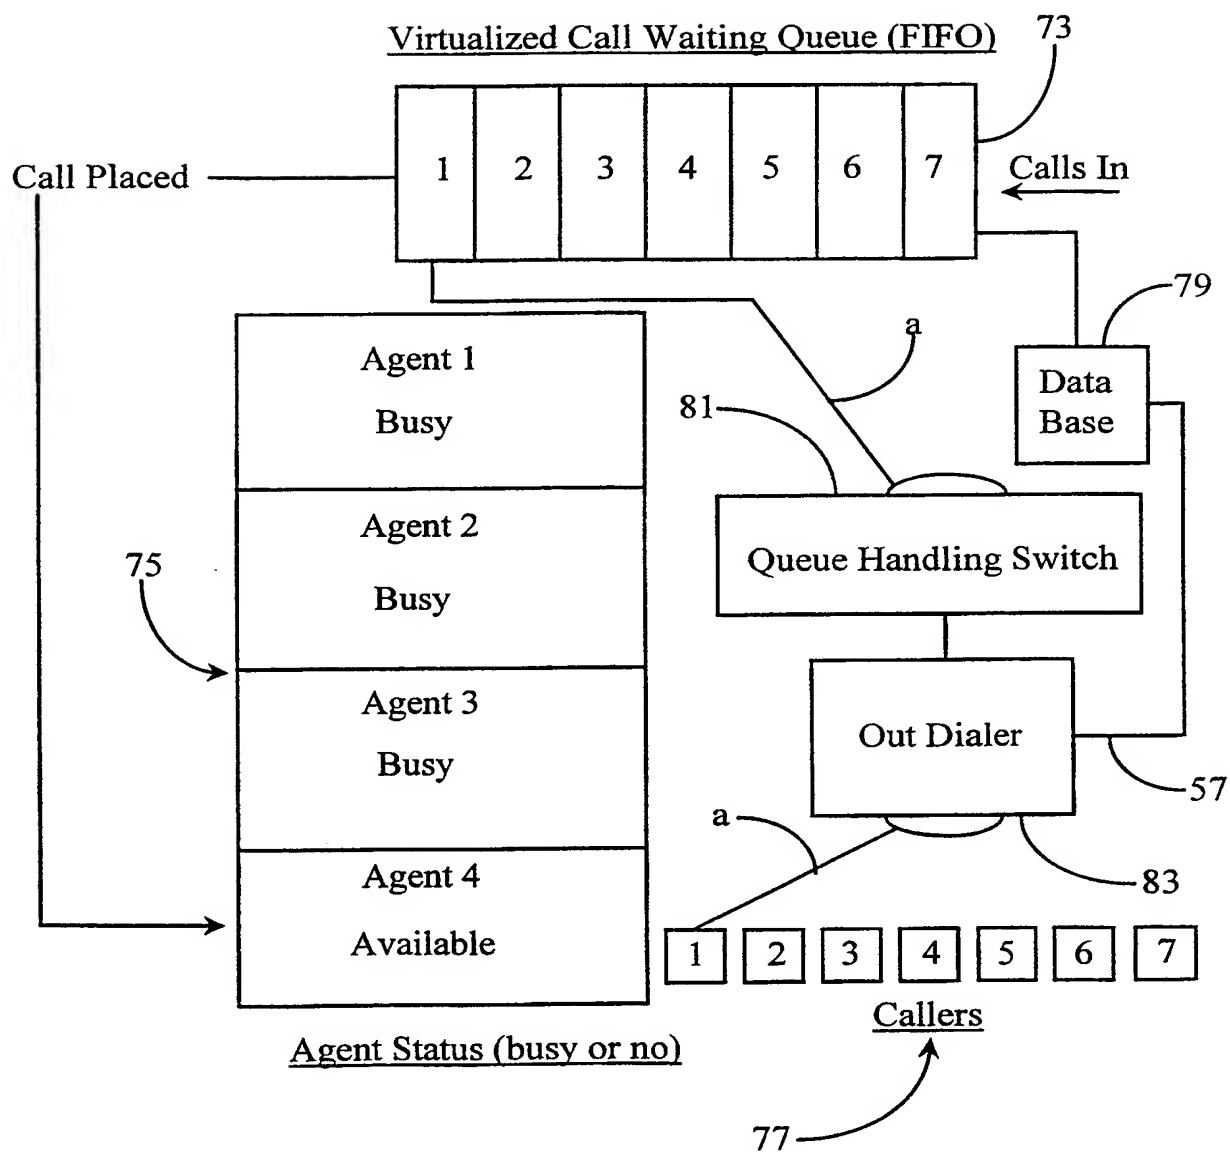 Virtualized Call Waiting Queue (FIFO)
73
1 2 3 4 5 6 7
Call Placed
Calls In
79
a
Data
Base
81
Agent 1
Busy
Queue Handling Switch
Agent 2
Busy
75
Agent 3
Busy
Out Dialer
57
a
83
Agent 4
Available
1 2 3 4 5 6 7
Callers
Agent Status (busy or no)
77